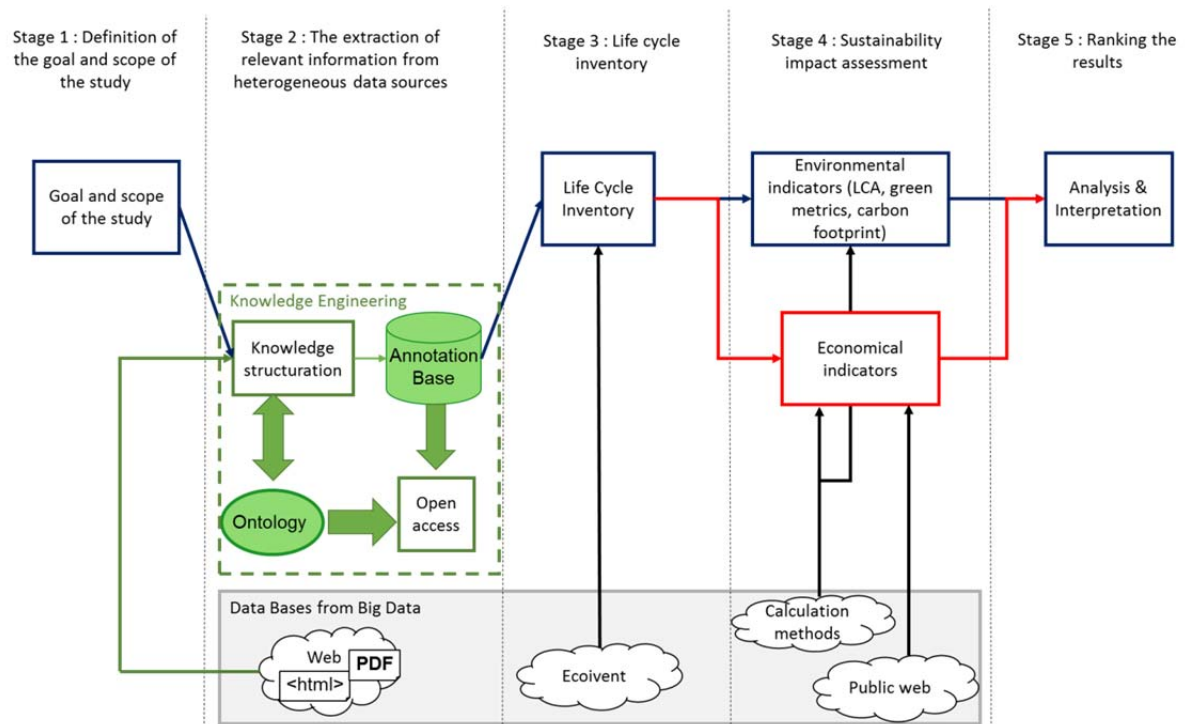 Stage 1 : Definition of
the goal and scope of
the study
Stage 2 : The extraction of
relevant information from
heterogeneous data sources
Stage 3 : Life cycle
inventory
Stage 4 : Sustainability
impact assessment
Stage 5 : Ranking the
results
Goal and scope
of the study
Knowledge Engineering
Knowledge
structuration
Annotation
Base
Ontology
Open
access
Life Cycle
Inventory
Environmental
indicators (LCA, green
metrics, carbon
footprint)
Economical
indicators
Analysis &
Interpretation
Data Bases from Big Data
Web
PDF
<html>
Ecoivent
Calculation
methods
Public web